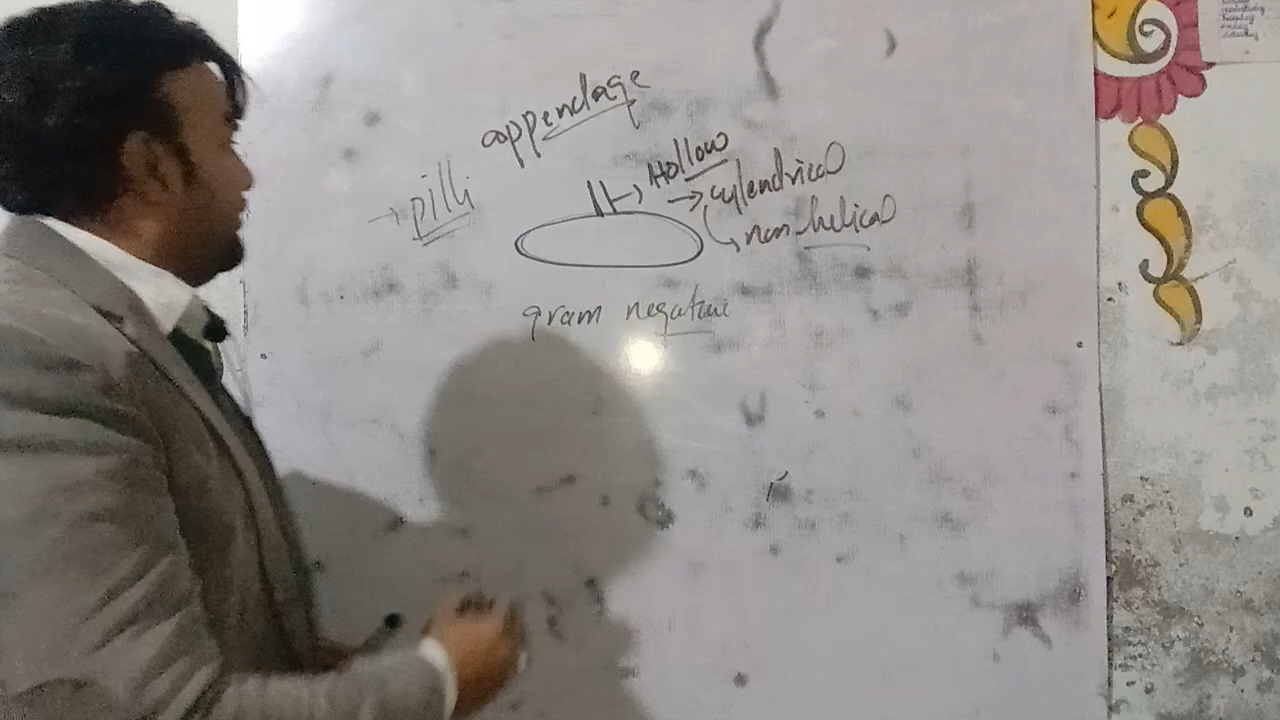 appendage
→ Hollow
→ pilli
→ cylendrical
→ non helical
gram negative